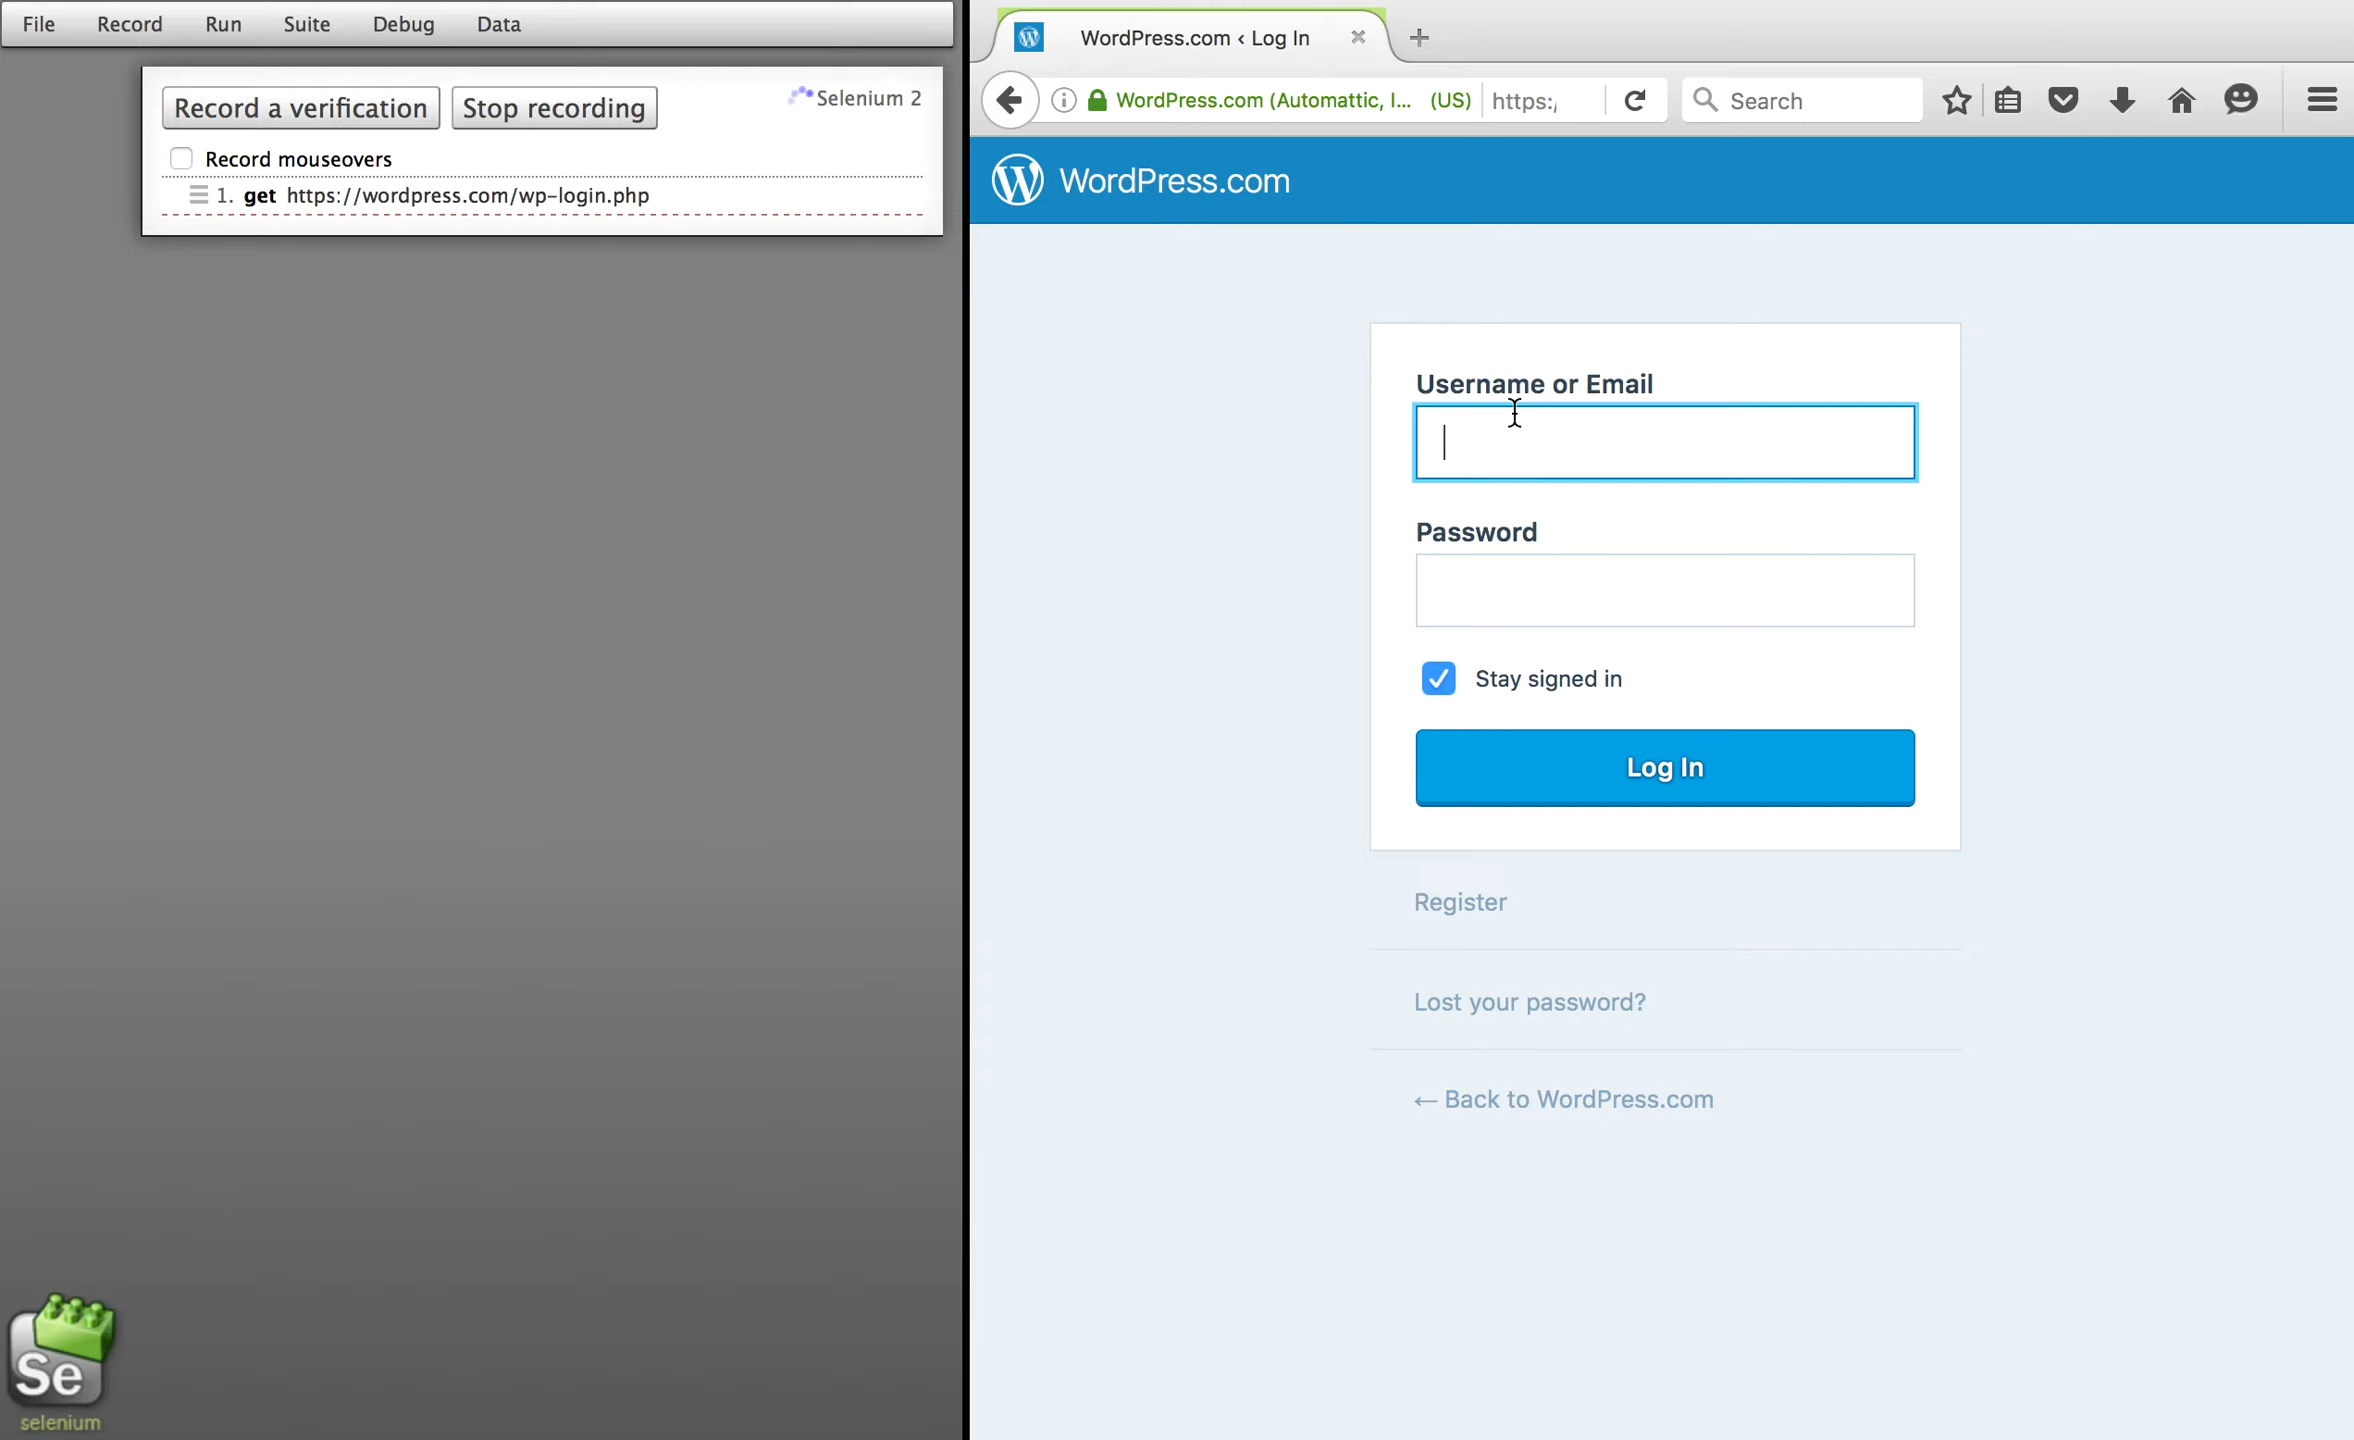 File Record Run Suite Debug Data
Record a verification Stop recording Selenium 2
Record mouseovers
1. get https://wordpress.com/wp-login.php
Se
selenium
WordPress.com ‹ Log In
WordPress.com (Automattic, I... (US) https:/ Search
WordPress.com
Username or Email
Password
Stay signed in
Log In
Register
Lost your password?
← Back to WordPress.com